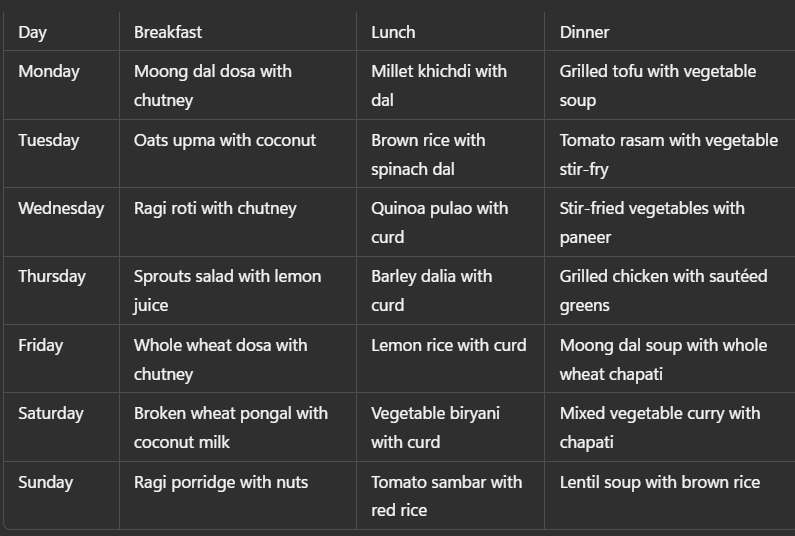 Day Breakfast Lunch Dinner
Monday Moong dal dosa with Millet khichdi with Grilled tofu with vegetable
chutney dal soup
Tuesday Oats upma with coconut Brown rice with Tomato rasam with vegetable
spinach dal stir-fry
Wednesday Ragi roti with chutney Quinoa pulao with Stir-fried vegetables with
curd paneer
Thursday Sprouts salad with lemon Barley dalia with Grilled chicken with sautéed
juice curd greens
Friday Whole wheat dosa with Lemon rice with curd Moong dal soup with whole
chutney wheat chapati
Saturday Broken wheat pongal with Vegetable biryani Mixed vegetable curry with
coconut milk with curd chapati
Sunday Ragi porridge with nuts Tomato sambar with Lentil soup with brown rice
red rice